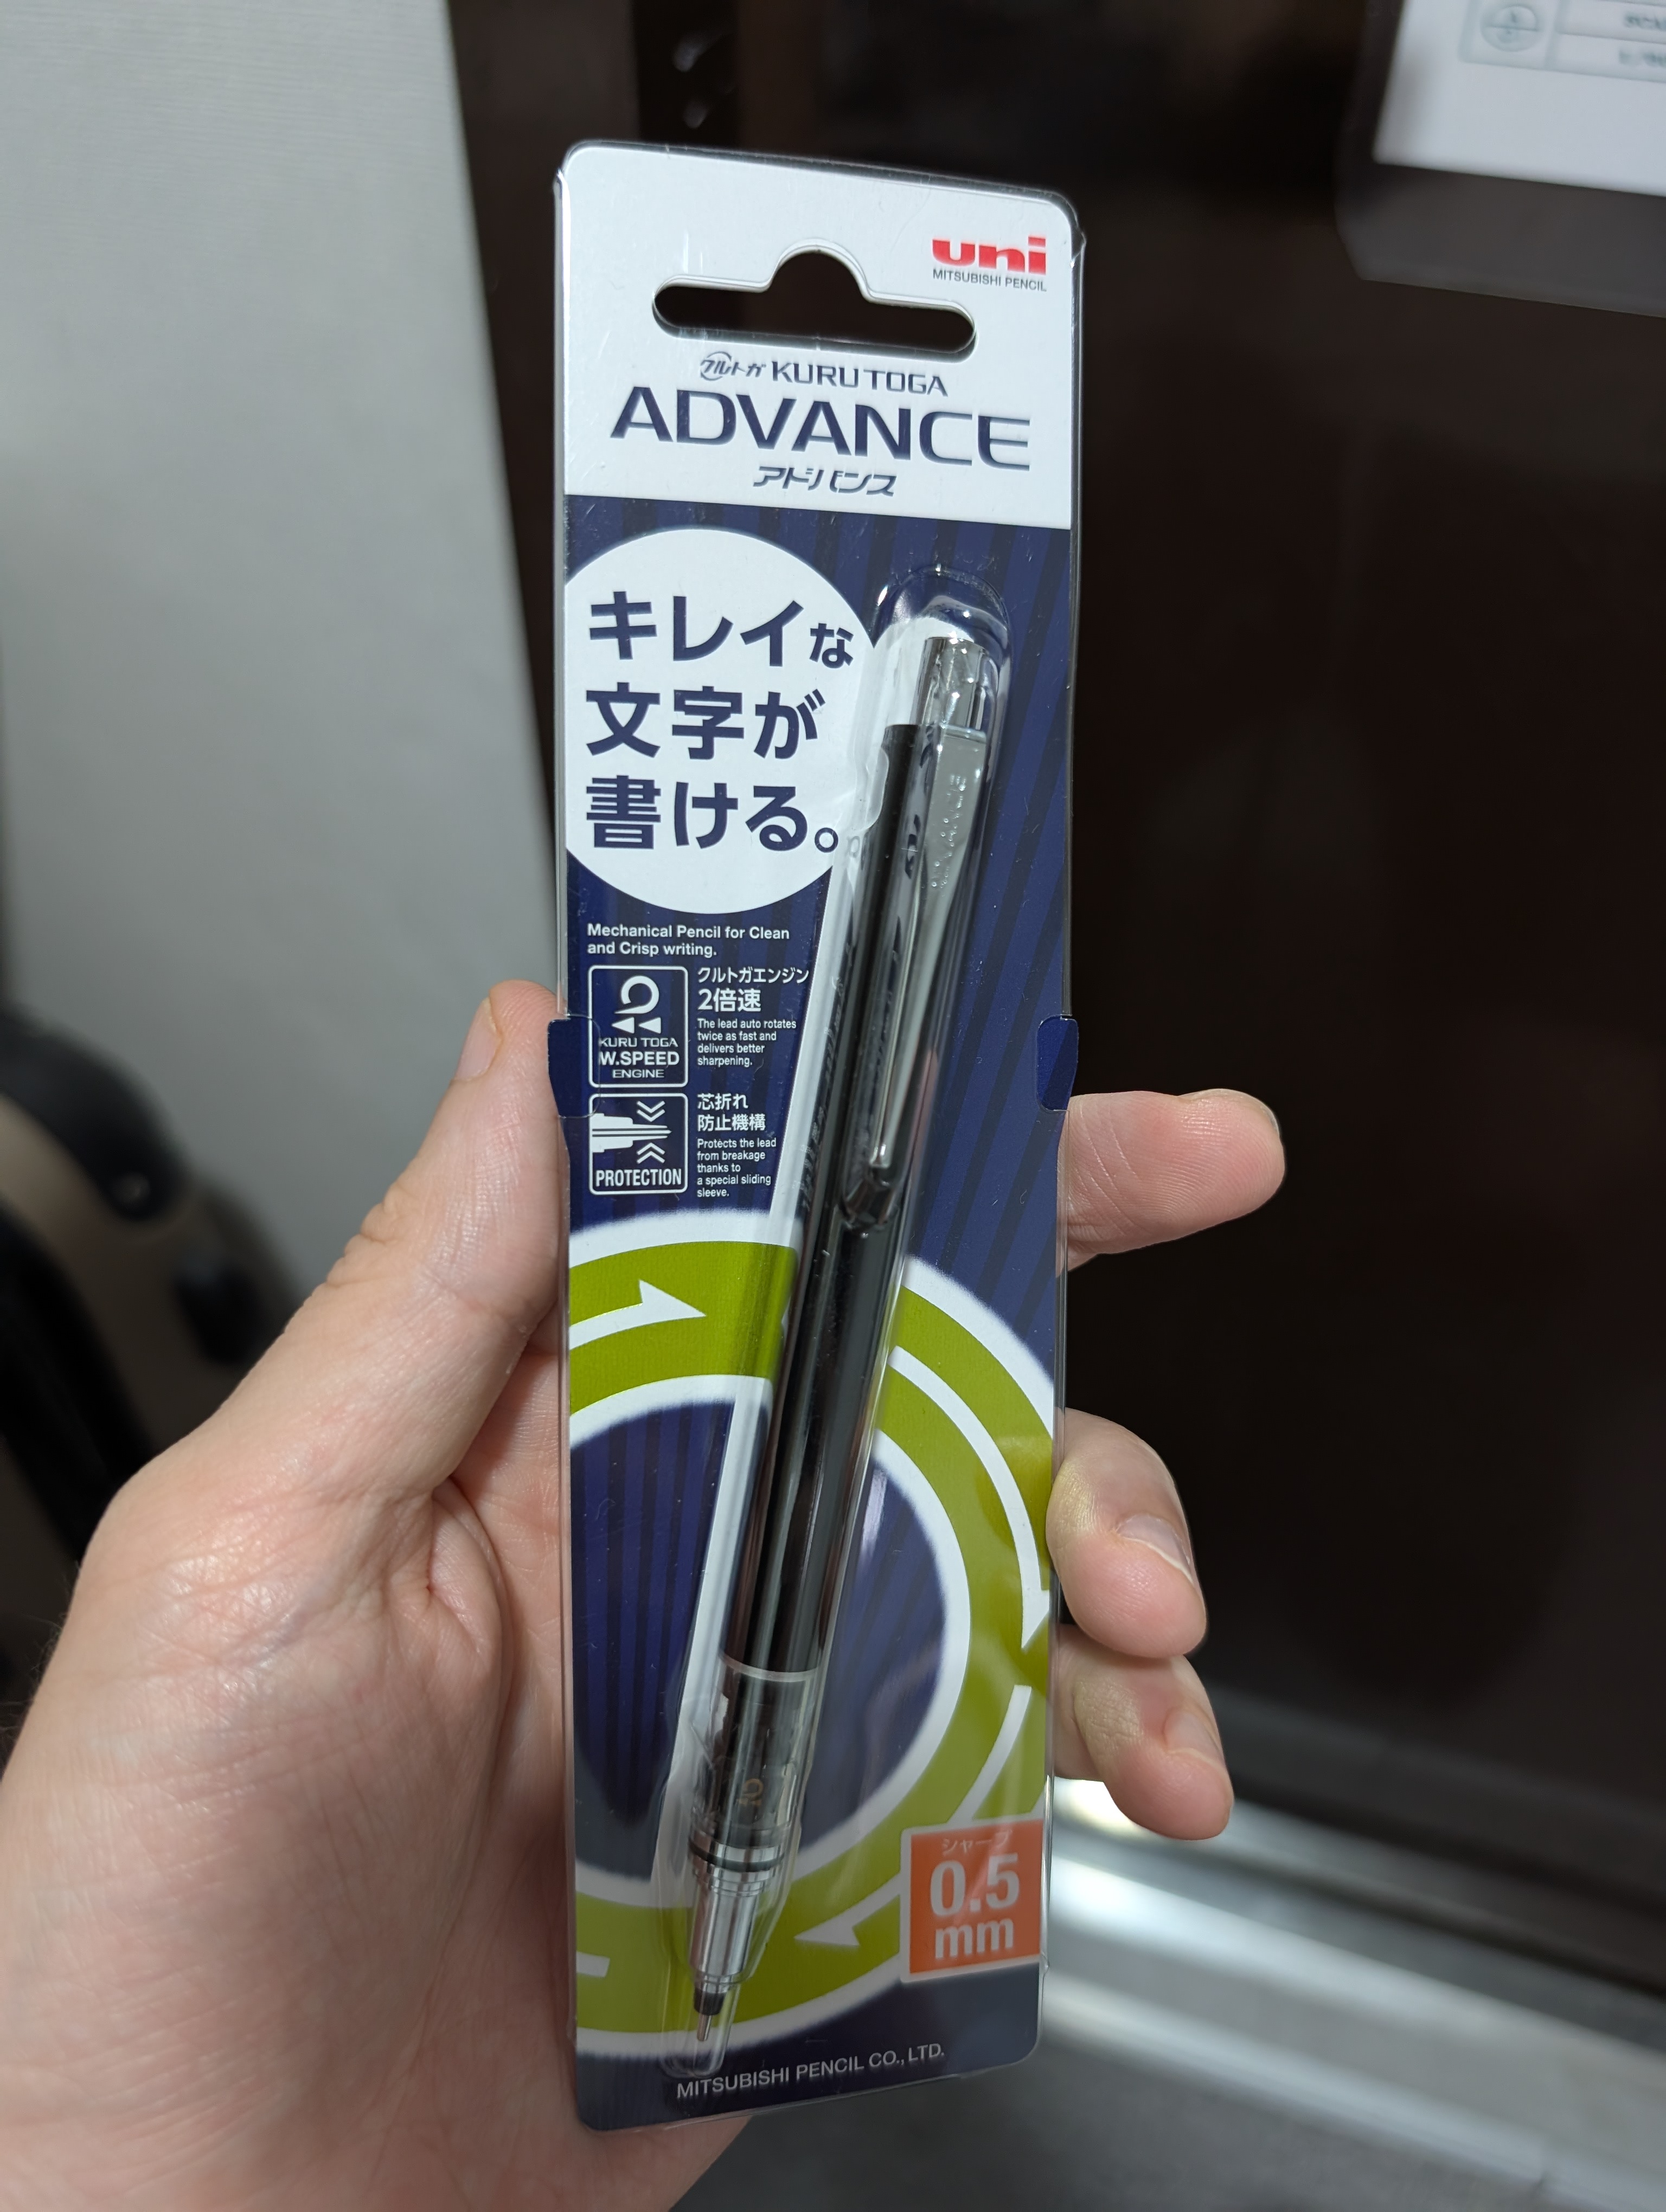 uni
MITSUBISHI PENCIL
クルトガ KURU TOGA
ADVANCE
アドバンス
キレイな
文字が
書ける。
Mechanical Pencil for Clean
and Crisp writing.
KURU TOGA
W.SPEED
ENGINE
クルトガエンジン
2倍速
The lead auto rotates
twice as fast and
delivers better
sharpening.
PROTECTION
芯折れ
防止機構
Protects the lead
from breakage
thanks to
a special sliding
sleeve.
シャープ
0.5
mm
MITSUBISHI PENCIL CO., LTD.